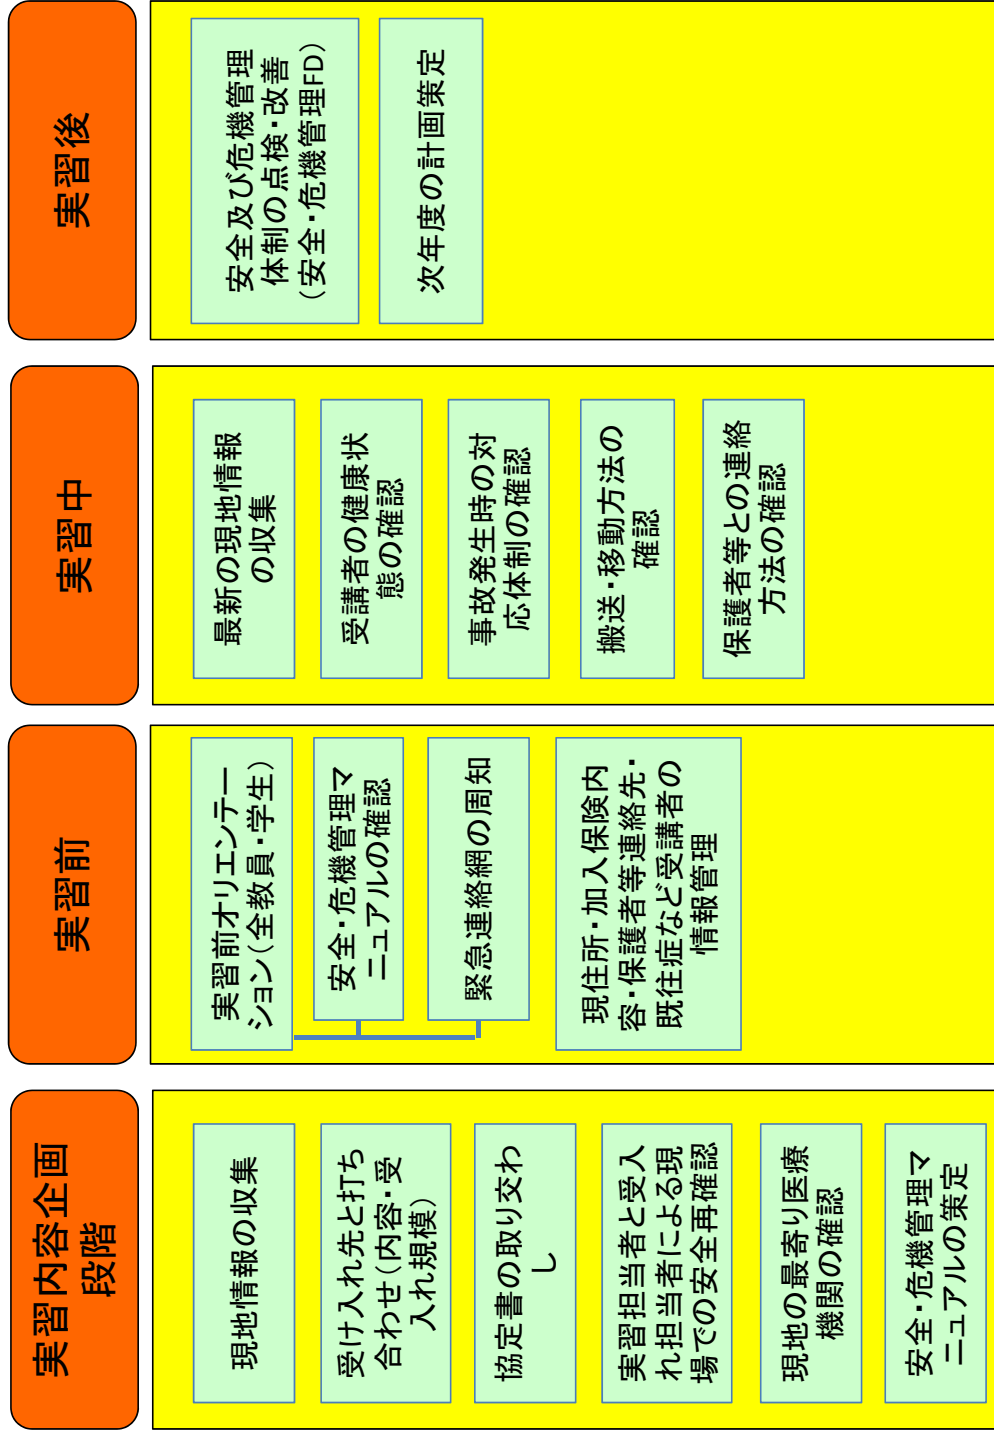 実習内容企画
段階
現地情報の収集
受け入れ先と打ち
合わせ（内容・受
入れ規模）
協定書の取り交わ
し
実習担当者と受入
れ担当者による現
場での安全再確認
現地の最寄り医療
機関の確認
安全・危機管理マ
ニュアルの策定
実習前
実習前オリエンテー
ション（全教員・学生）
安全・危機管理マ
ニュアルの確認
緊急連絡網の周知
現住所・加入保険内
容・保護者等連絡先・
既往症など受講者の
情報管理
実習中
最新の現地情報
の収集
受講者の健康状
態の確認
事故発生時の対
応体制の確認
搬送・移動方法の
確認
保護者等との連絡
方法の確認
実習後
安全及び危機管理
体制の点検・改善
（安全・危機管理FD）
次年度の計画策定